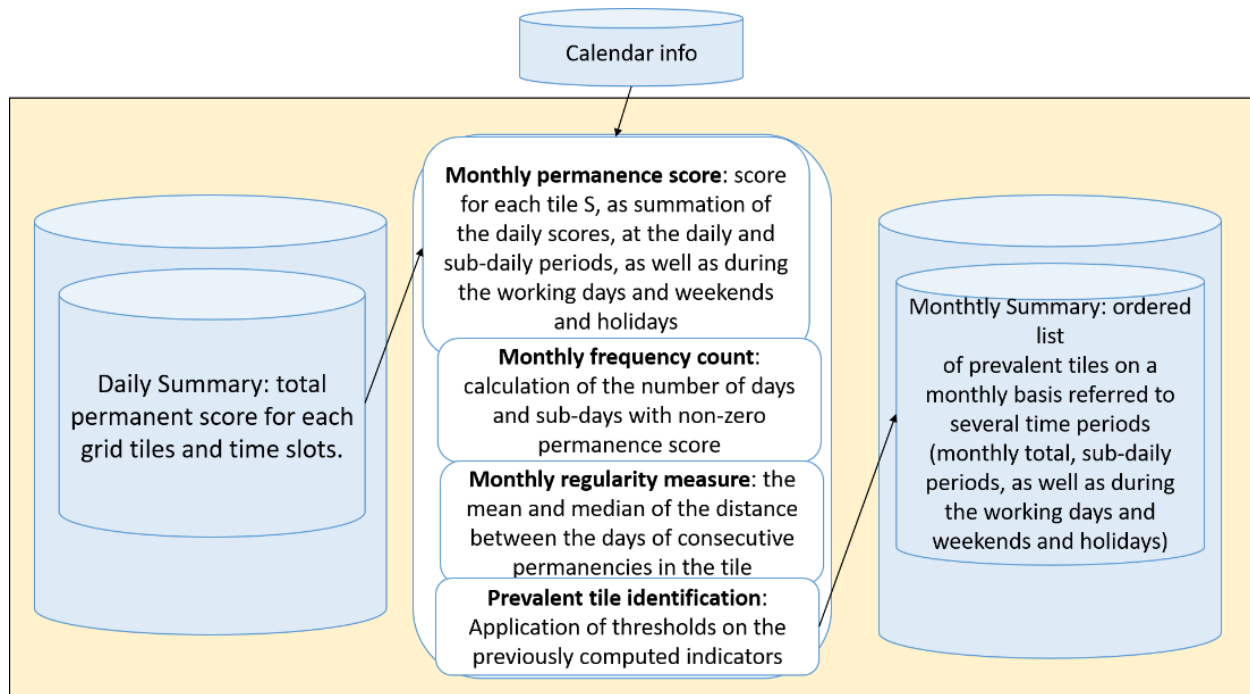 Calendar info
Monthly permanence score: score
for each tile S, as summation of
the daily scores, at the daily and
sub-daily periods, as well as during
the working days and weekends
and holidays
Monthly frequency count:
calculation of the number of days
and sub-days with non-zero
permanence score
Monthly regularity measure: the
mean and median of the distance
between the days of consecutive
permanencies in the tile
Prevalent tile identification:
Application of thresholds on the
previously computed indicators
Daily Summary: total
permanent score for each
grid tiles and time slots.
Monthtly Summary: ordered
list
of prevalent tiles on a
monthly basis referred to
several time periods
(monthly total, sub-daily
periods, as well as during
the working days and
weekends and holidays)